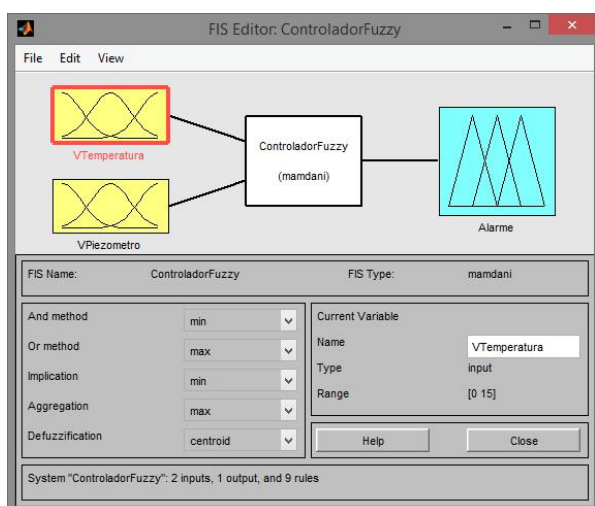 FIS Editor: ControladorFuzzy
File Edit View
VTemperatura
VPiezometro
ControladorFuzzy
(mamdani)
Alarme
FIS Name: ControladorFuzzy FIS Type: mamdani
And method min
Or method max
Implication min
Aggregation max
Defuzzification centroid
Current Variable
Name VTemperatura
Type input
Range [0 15]
Help Close
System "ControladorFuzzy": 2 inputs, 1 output, and 9 rules